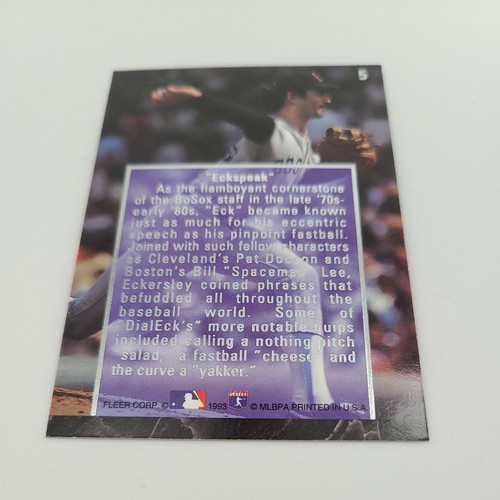 5
"Eckspeak"
As the flamboyant cornerstone
of the BoSox staff in the late '70s-
early '80s, "Eck" became known
just as much for his eccentric
speech as his pinpoint fastball.
Joined with such fellow characters
as Cleveland's Pat Dobson and
Boston's Bill "Spaceman" Lee,
Eckersley coined phrases that
befuddled all throughout the
baseball world. Some of
"DialEck's" more notable quips
included calling a nothing pitch
salad, a fastball "cheese" and
the curve a "yakker."
FLEER CORP. © 1993 © MLBPA PRINTED IN U.S.A.